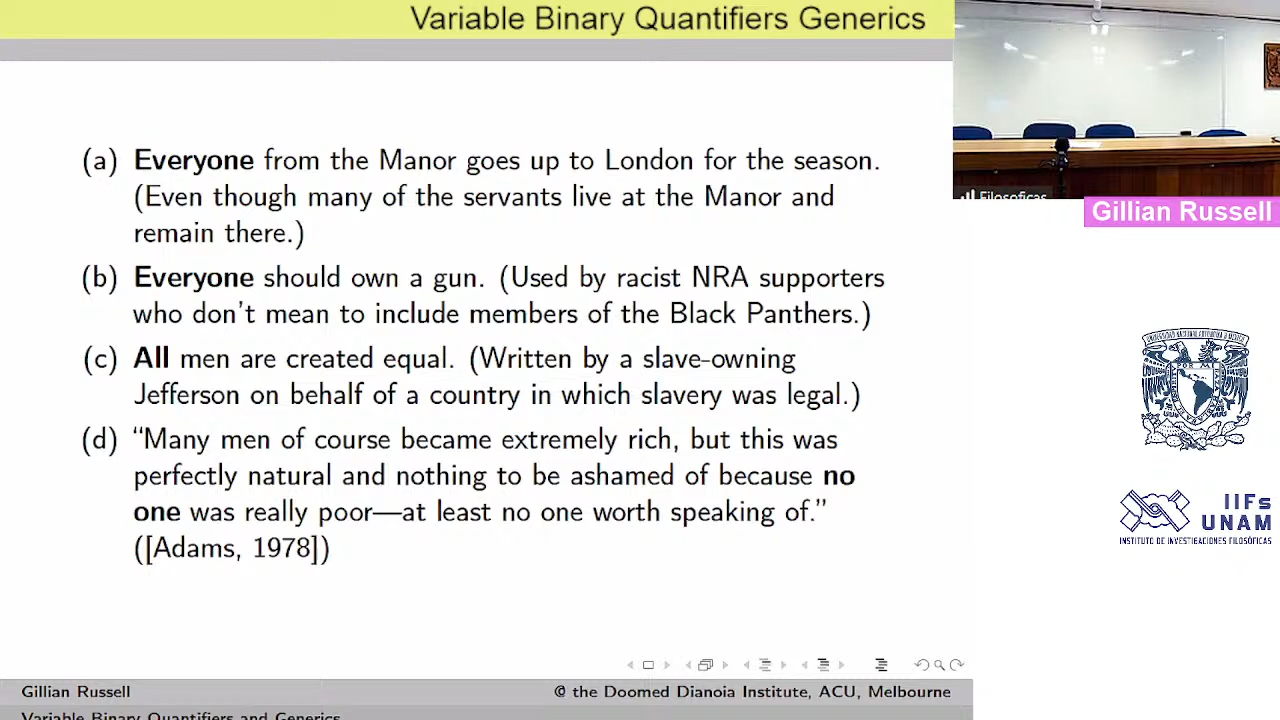 Variable Binary Quantifiers Generics
(a) Everyone from the Manor goes up to London for the season.
(Even though many of the servants live at the Manor and
remain there.)
(b) Everyone should own a gun. (Used by racist NRA supporters
who don't mean to include members of the Black Panthers.)
(c) All men are created equal. (Written by a slave-owning
Jefferson on behalf of a country in which slavery was legal.)
(d) "Many men of course became extremely rich, but this was
perfectly natural and nothing to be ashamed of because no
one was really poor—at least no one worth speaking of."
([Adams, 1978])
Filosoficas
Gillian Russell
IIFs
UNAM
INSTITUTO DE INVESTIGACIONES FILOSÓFICAS
Gillian Russell
© the Doomed Dianoia Institute, ACU, Melbourne
Variable Binary Quantifiers and Generics